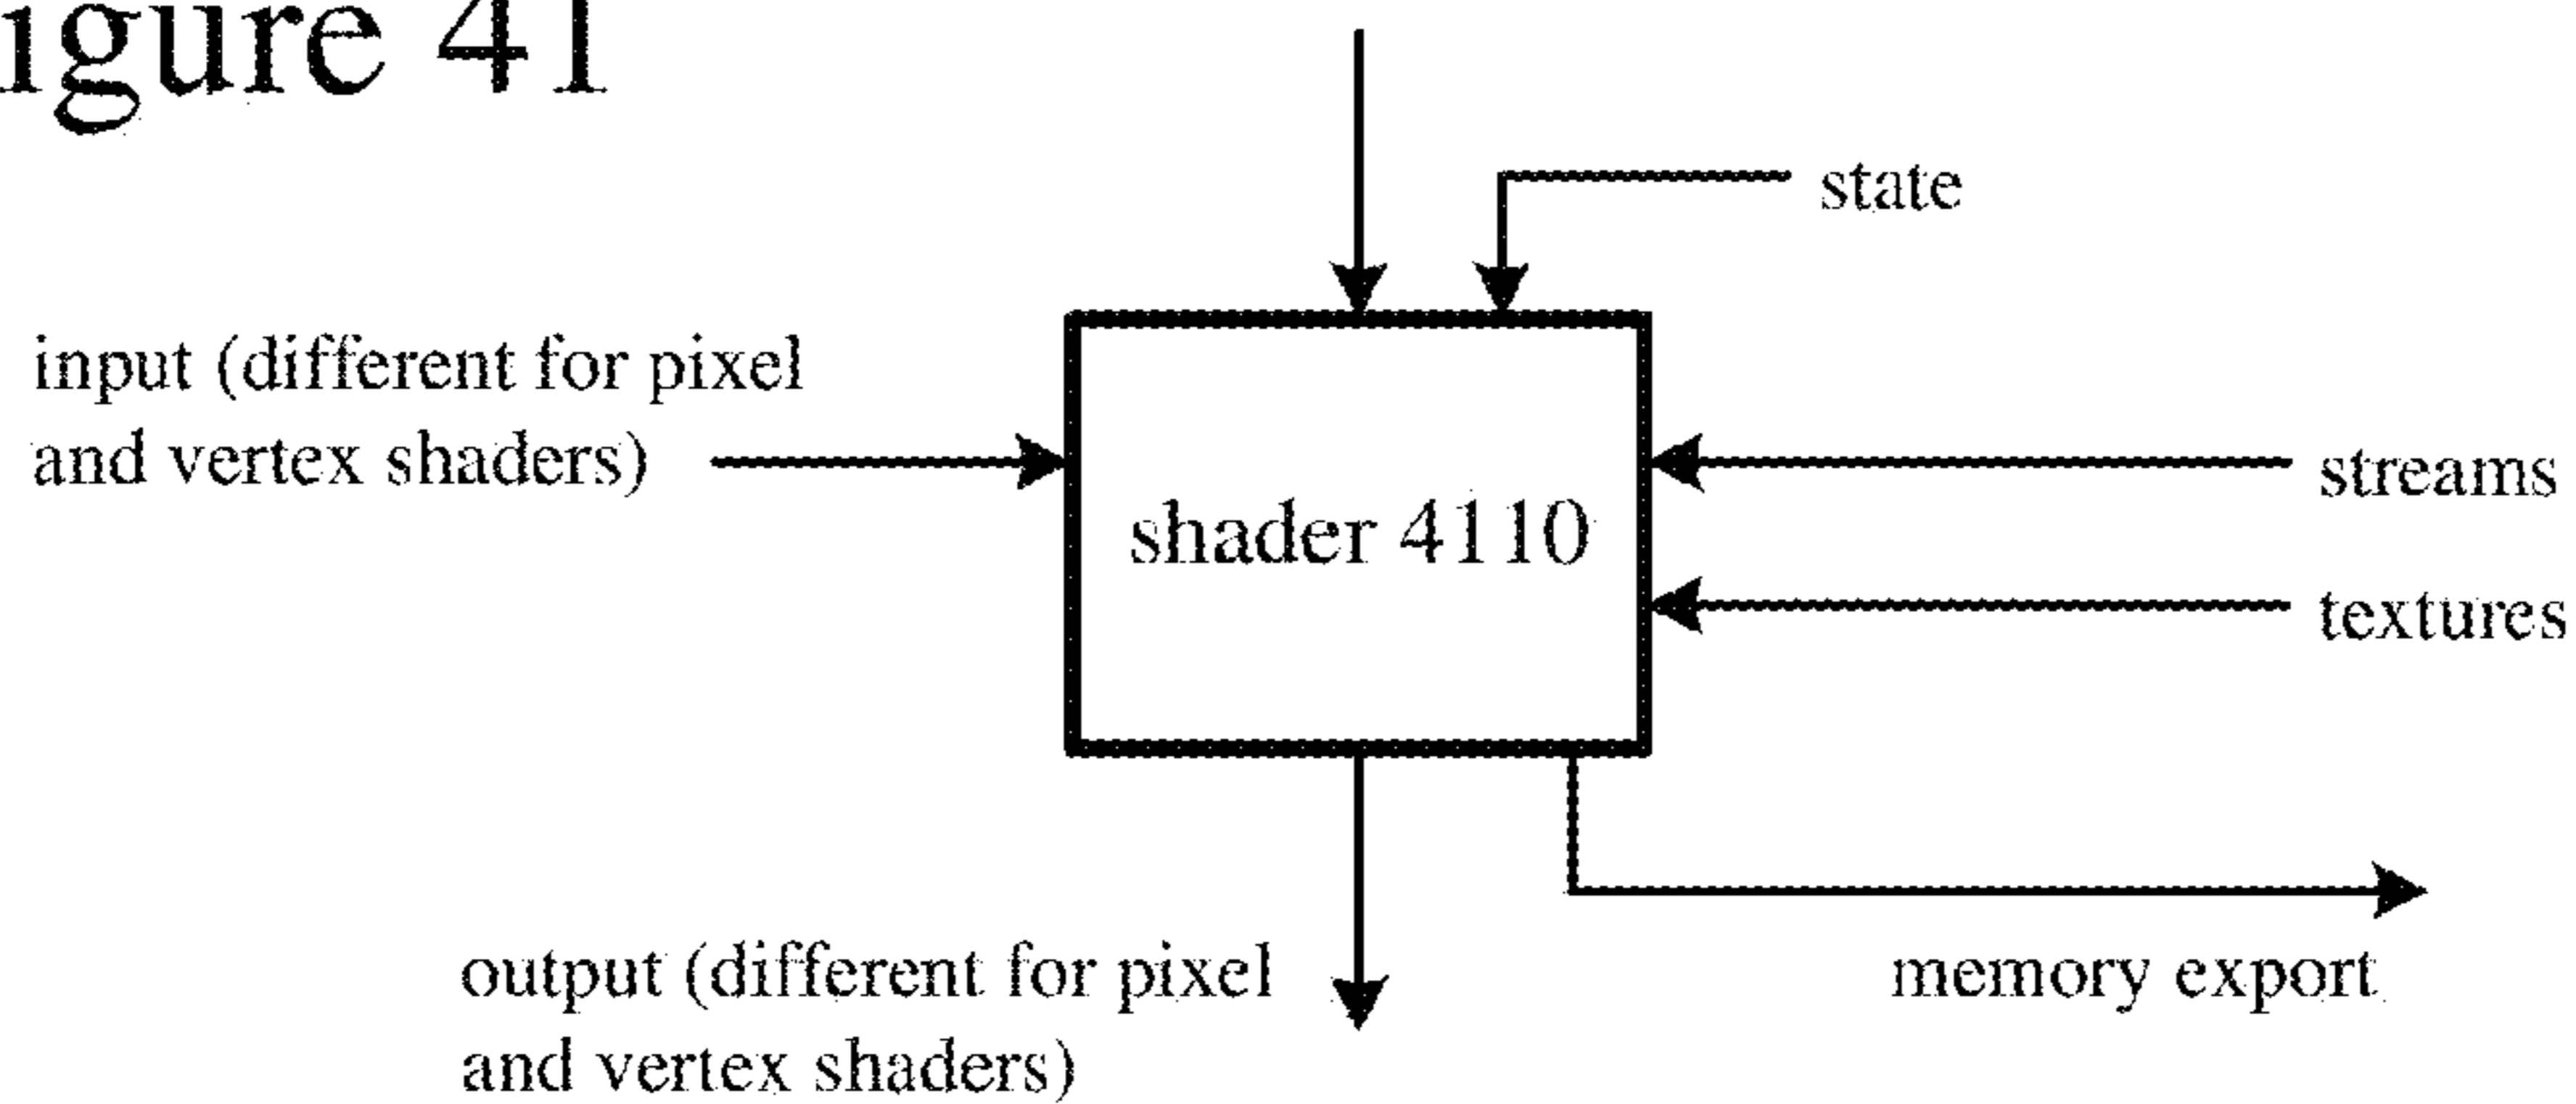 igure 41
state
input (different for pixel
and vertex shaders)
streams
shader 4110
textures
output (different for pixel
and vertex shaders)
memory export